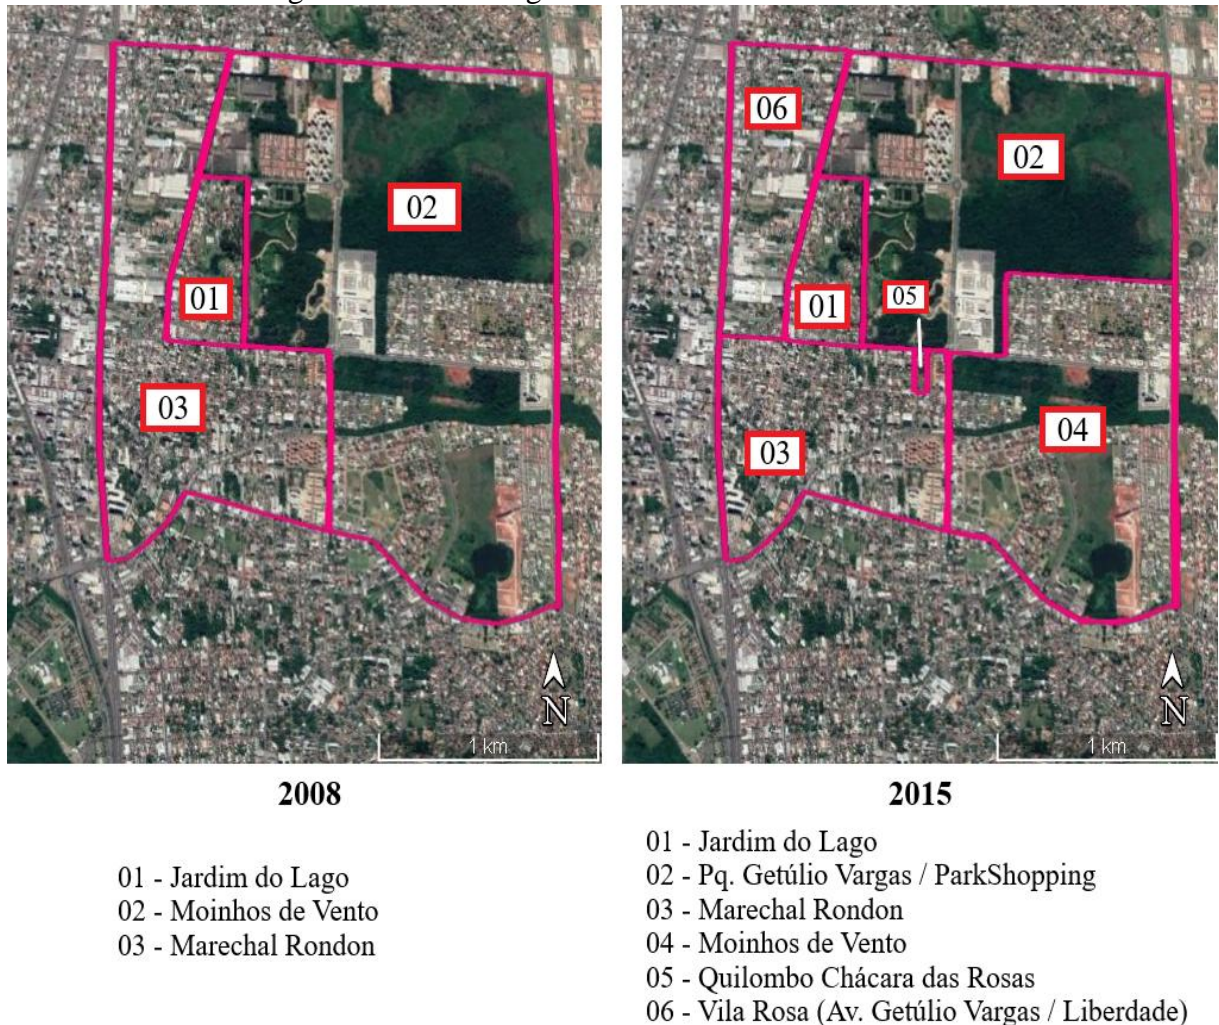 06
02
02
05
01
01
03
04
03
N
N
1 km
1 km
2008
2015
01 - Jardim do Lago
02 - Moinhos de Vento
03 - Marechal Rondon
01 - Jardim do Lago
02 - Pq. Getúlio Vargas / ParkShopping
03 - Marechal Rondon
04 - Moinhos de Vento
05 - Quilombo Chácara das Rosas
06 - Vila Rosa (Av. Getúlio Vargas / Liberdade)